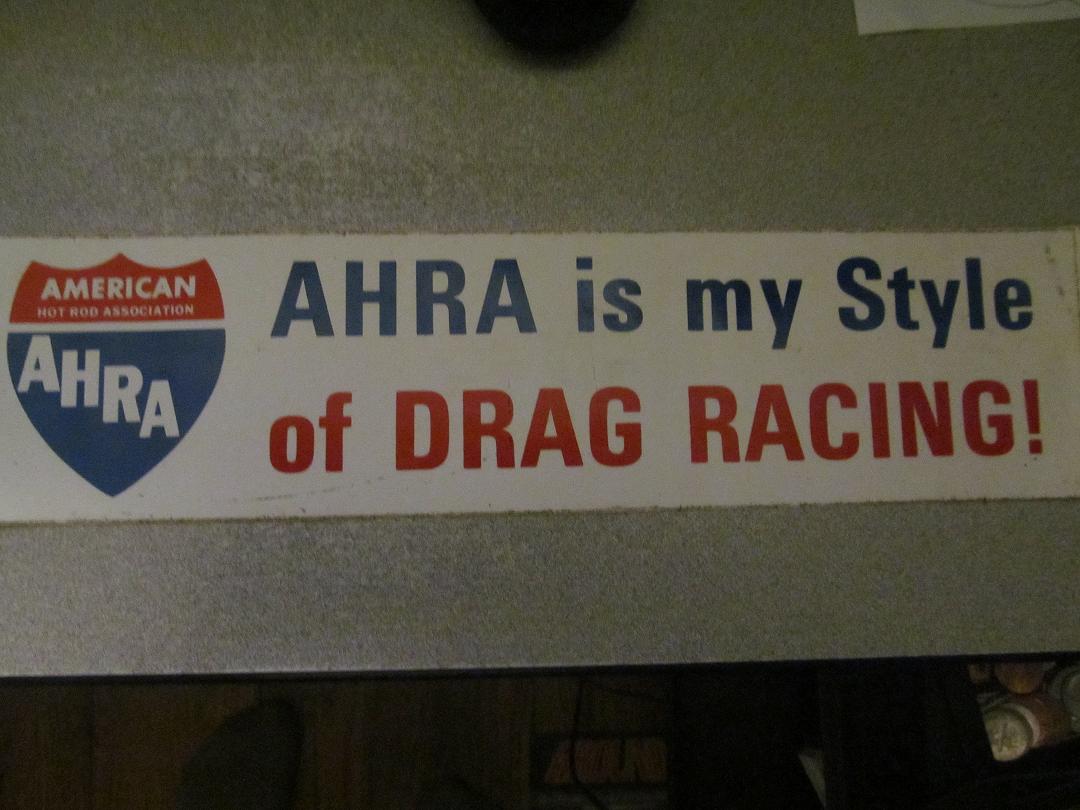 AMERICAN
HOT ROD ASSOCIATION
AHRA
AHRA is my Style
of DRAG RACING!